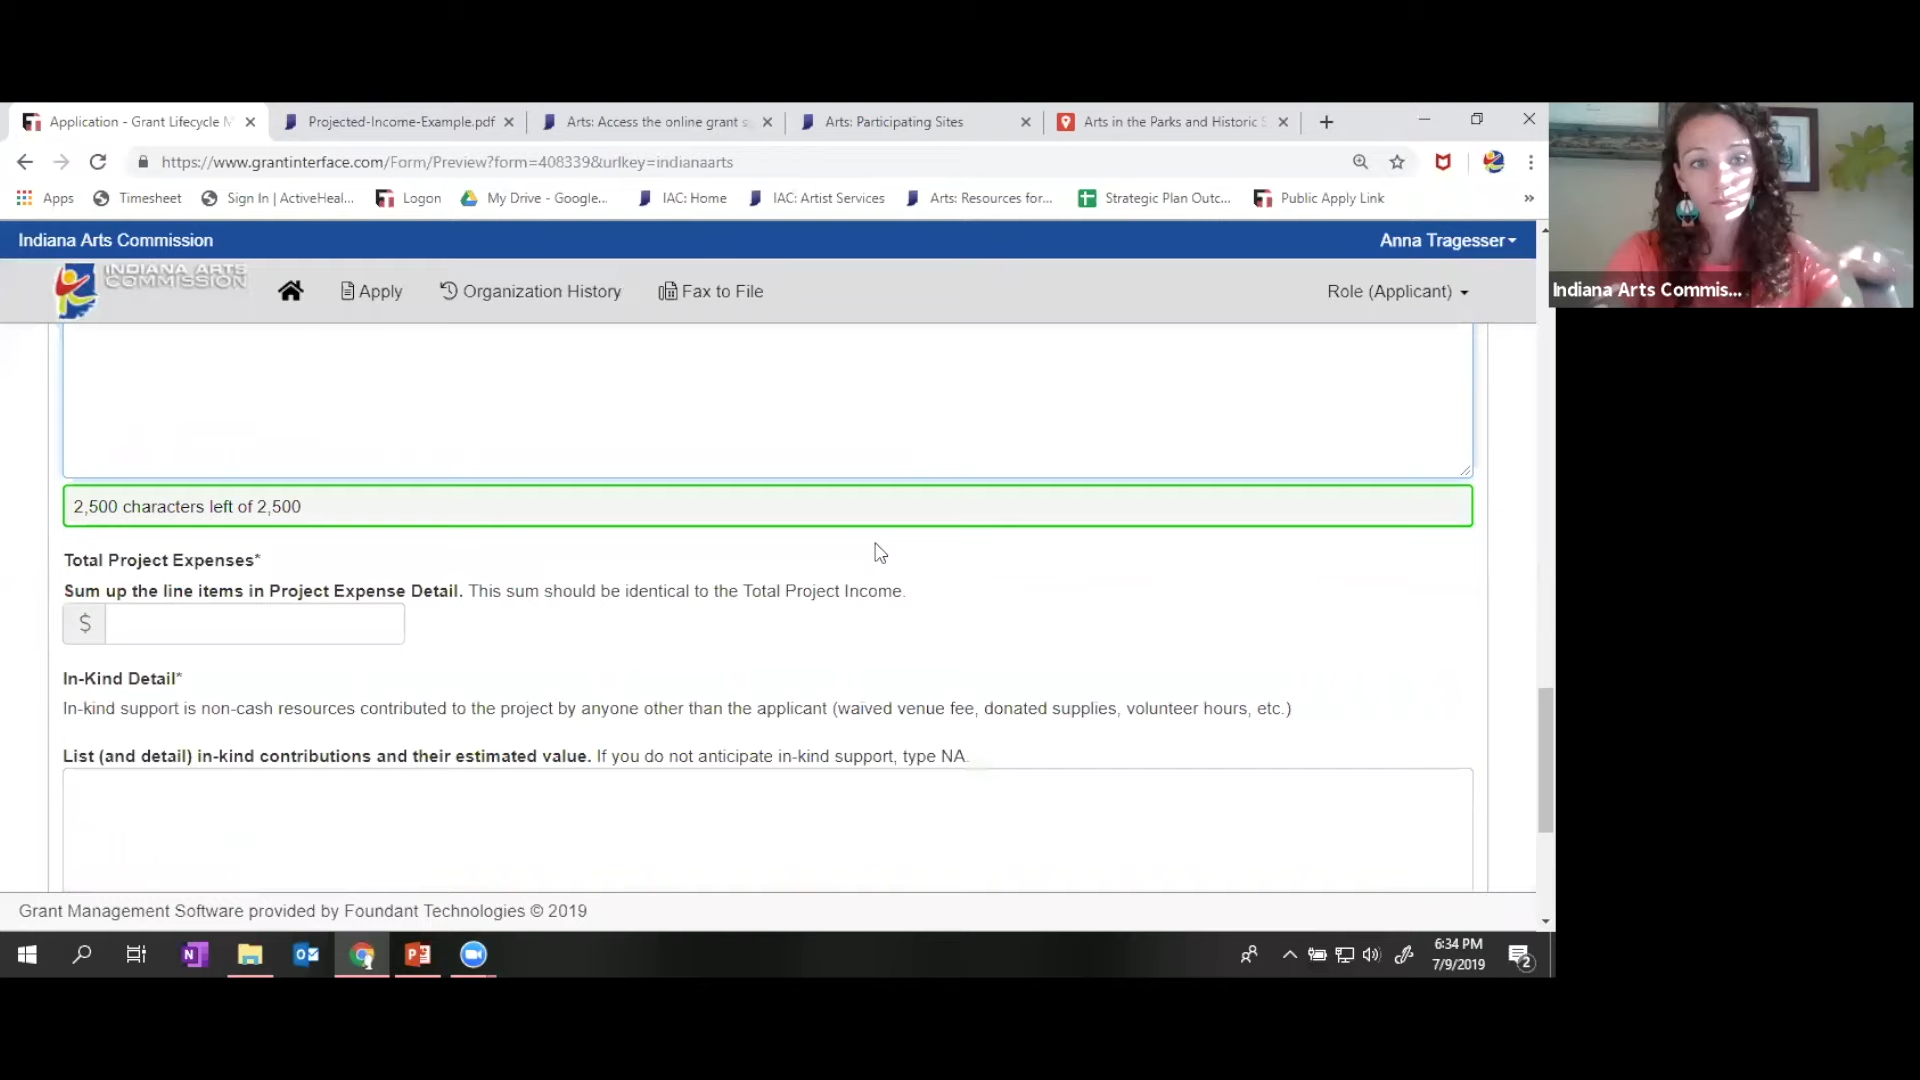 Application - Grant Lifecycle M
Projected-Income-Example.pdf
Arts: Access the online grant s
Arts: Participating Sites
Arts in the Parks and Historic S
https://www.grantinterface.com/Form/Preview?form=408339&urlkey=indianaarts
Apps
Timesheet
Sign In | ActiveHeal...
Logon
My Drive - Google...
IAC: Home
IAC: Artist Services
Arts: Resources for...
Strategic Plan Outc...
Public Apply Link
»
Indiana Arts Commission
Anna Tragesser
INDIANA ARTS
COMMISSION
Apply
Organization History
Fax to File
Role (Applicant)
Indiana Arts Commis...
2,500 characters left of 2,500
Total Project Expenses*
Sum up the line items in Project Expense Detail. This sum should be identical to the Total Project Income.
$
In-Kind Detail*
In-kind support is non-cash resources contributed to the project by anyone other than the applicant (waived venue fee, donated supplies, volunteer hours, etc.)
List (and detail) in-kind contributions and their estimated value. If you do not anticipate in-kind support, type NA.
Grant Management Software provided by Foundant Technologies © 2019
6:34 PM
7/9/2019
2